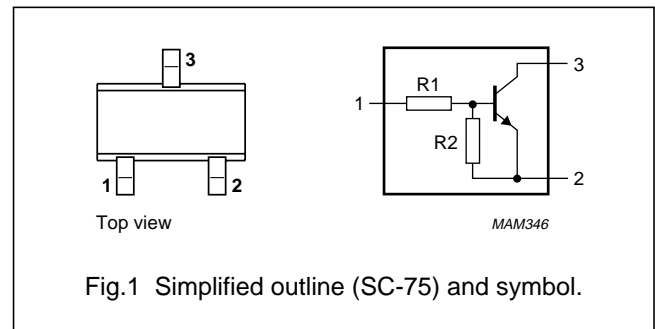 3
1
2
Top view
1
R1
R2
3
2
MAM346
Fig.1 Simplified outline (SC-75) and symbol.